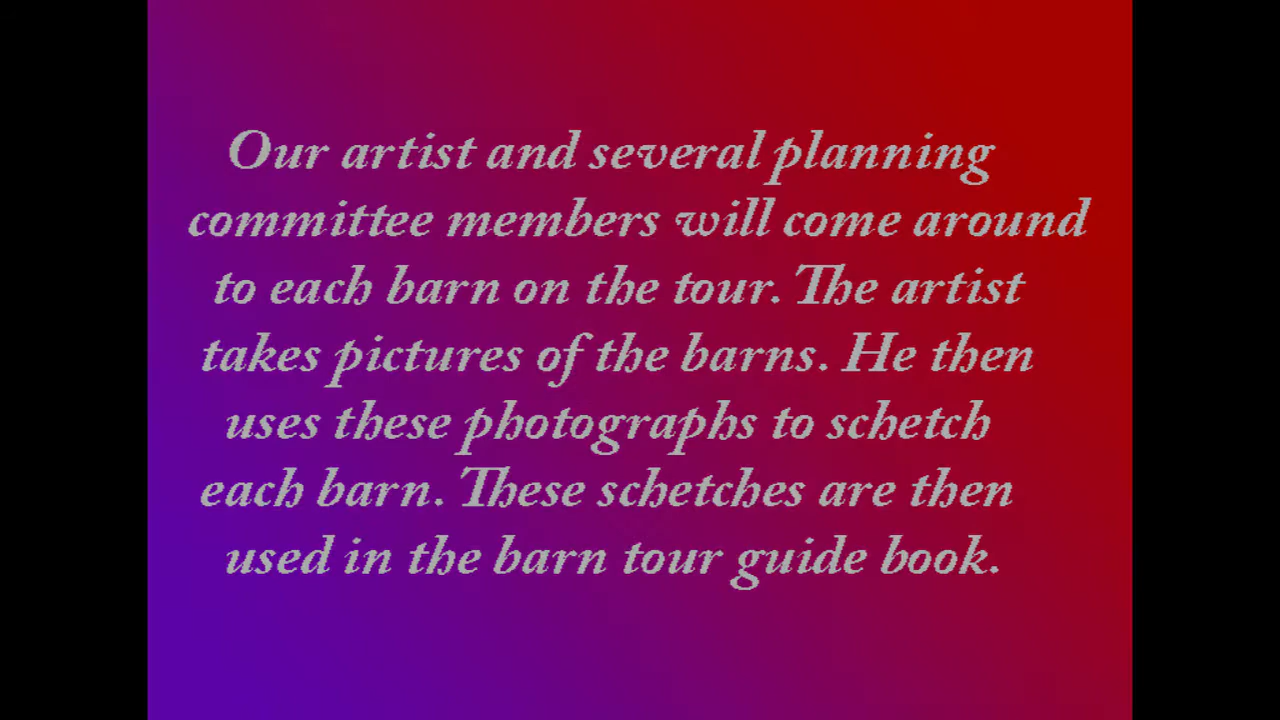 Our artist and several planning
committee members will come around
to each barn on the tour. The artist
takes pictures of the barns. He then
uses these photographs to schetch
each barn. These schetches are then
used in the barn tour guide book.